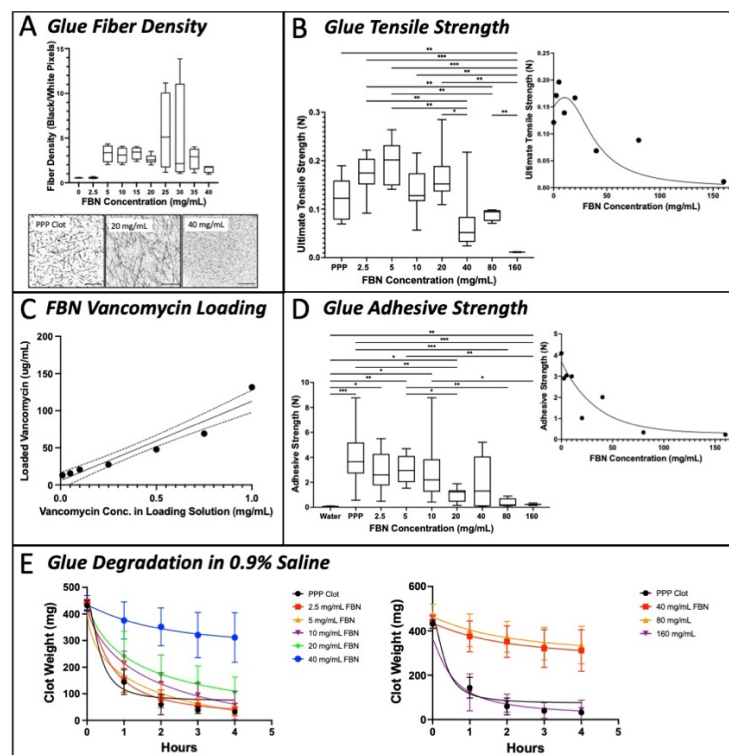 A Glue Fiber Density
Fiber Density (Black/White Pixels)
15
10
5
0
0 2.5 5 10 15 20 25 30 35 40
FBN Concentration (mg/mL)
PPP Clot
20 mg/mL
40 mg/mL
B Glue Tensile Strength
**
***
***
**
**
**
**
**
**
*
**
Ultimate Tensile Strength (N)
0.3
0.2
0.1
0.0
PPP 2.5 5 10 20 40 80 160
FBN Concentration (mg/mL)
Ultimate Tensile Strength (N)
0.25
0.20
0.15
0.10
0.05
0.00
0 50 100 150
FBN Concentration (mg/mL)
C FBN Vancomycin Loading
Loaded Vancomycin (ug/mL)
200
150
100
50
0
0.0 0.5 1.0
Vancomycin Conc. in Loading Solution (mg/mL)
D Glue Adhesive Strength
**
***
***
* **
**
* *
** **
*** *
Adhesive Strength (N)
10
8
6
4
2
0
Water PPP 2.5 5 10 20 40 80 160
FBN Concentration (mg/mL)
Adhesive Strength (N)
5
4
3
2
1
0
0 50 100 150
FBN Concentration (mg/mL)
E Glue Degradation in 0.9% Saline
Clot Weight (mg)
500
400
300
200
100
0
0 1 2 3 4 5
Hours
PPP Clot
2.5 mg/mL FBN
5 mg/mL FBN
10 mg/mL FBN
20 mg/mL FBN
40 mg/mL FBN
Clot Weight (mg)
600
400
200
0
0 1 2 3 4 5
Hours
PPP Clot
40 mg/mL FBN
80 mg/mL
160 mg/mL